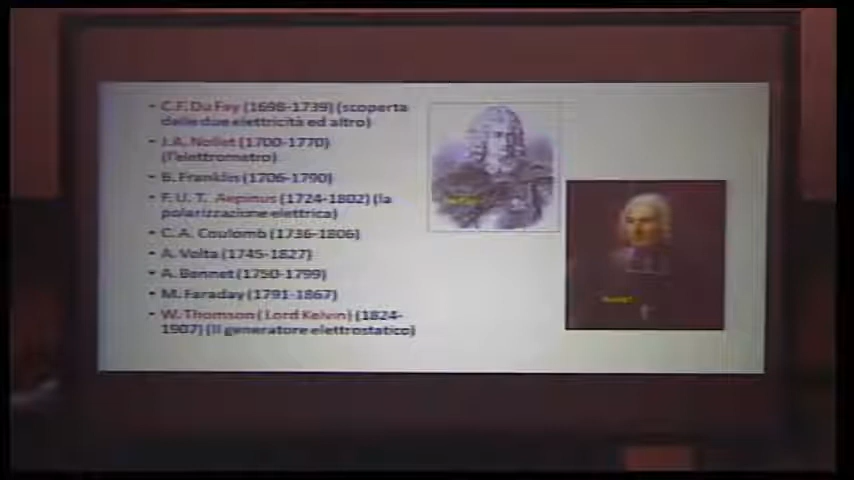 • C.F. Du Fay (1698-1739) (scoperta
delle due elettricità ed altro)
• J.A. Nollet (1700-1770)
(l'elettrometro)
• B. Franklin (1706-1790)
• F. U. T. Aepinus (1724-1802) (la
polarizzazione elettrica)
• C. A. Coulomb (1736-1806)
• A. Volta (1745-1827)
• A. Bennet (1750-1799)
• M. Faraday (1791-1867)
• W. Thomson ( Lord Kelvin) (1824-
1907) (Il generatore elettrostatico)